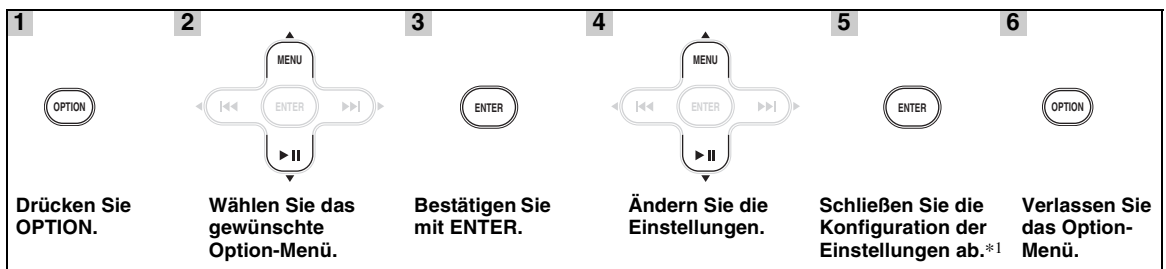 1 2 3 4 5 6
OPTION
MENU
ENTER
ENTER
MENU
ENTER
ENTER
OPTION
Drücken Sie
OPTION.
Wählen Sie das
gewünschte
Option-Menü.
Bestätigen Sie
mit ENTER.
Ändern Sie die
Einstellungen.
Schließen Sie die
Konfiguration der
Einstellungen ab.*1
Verlassen Sie
das Option-
Menü.